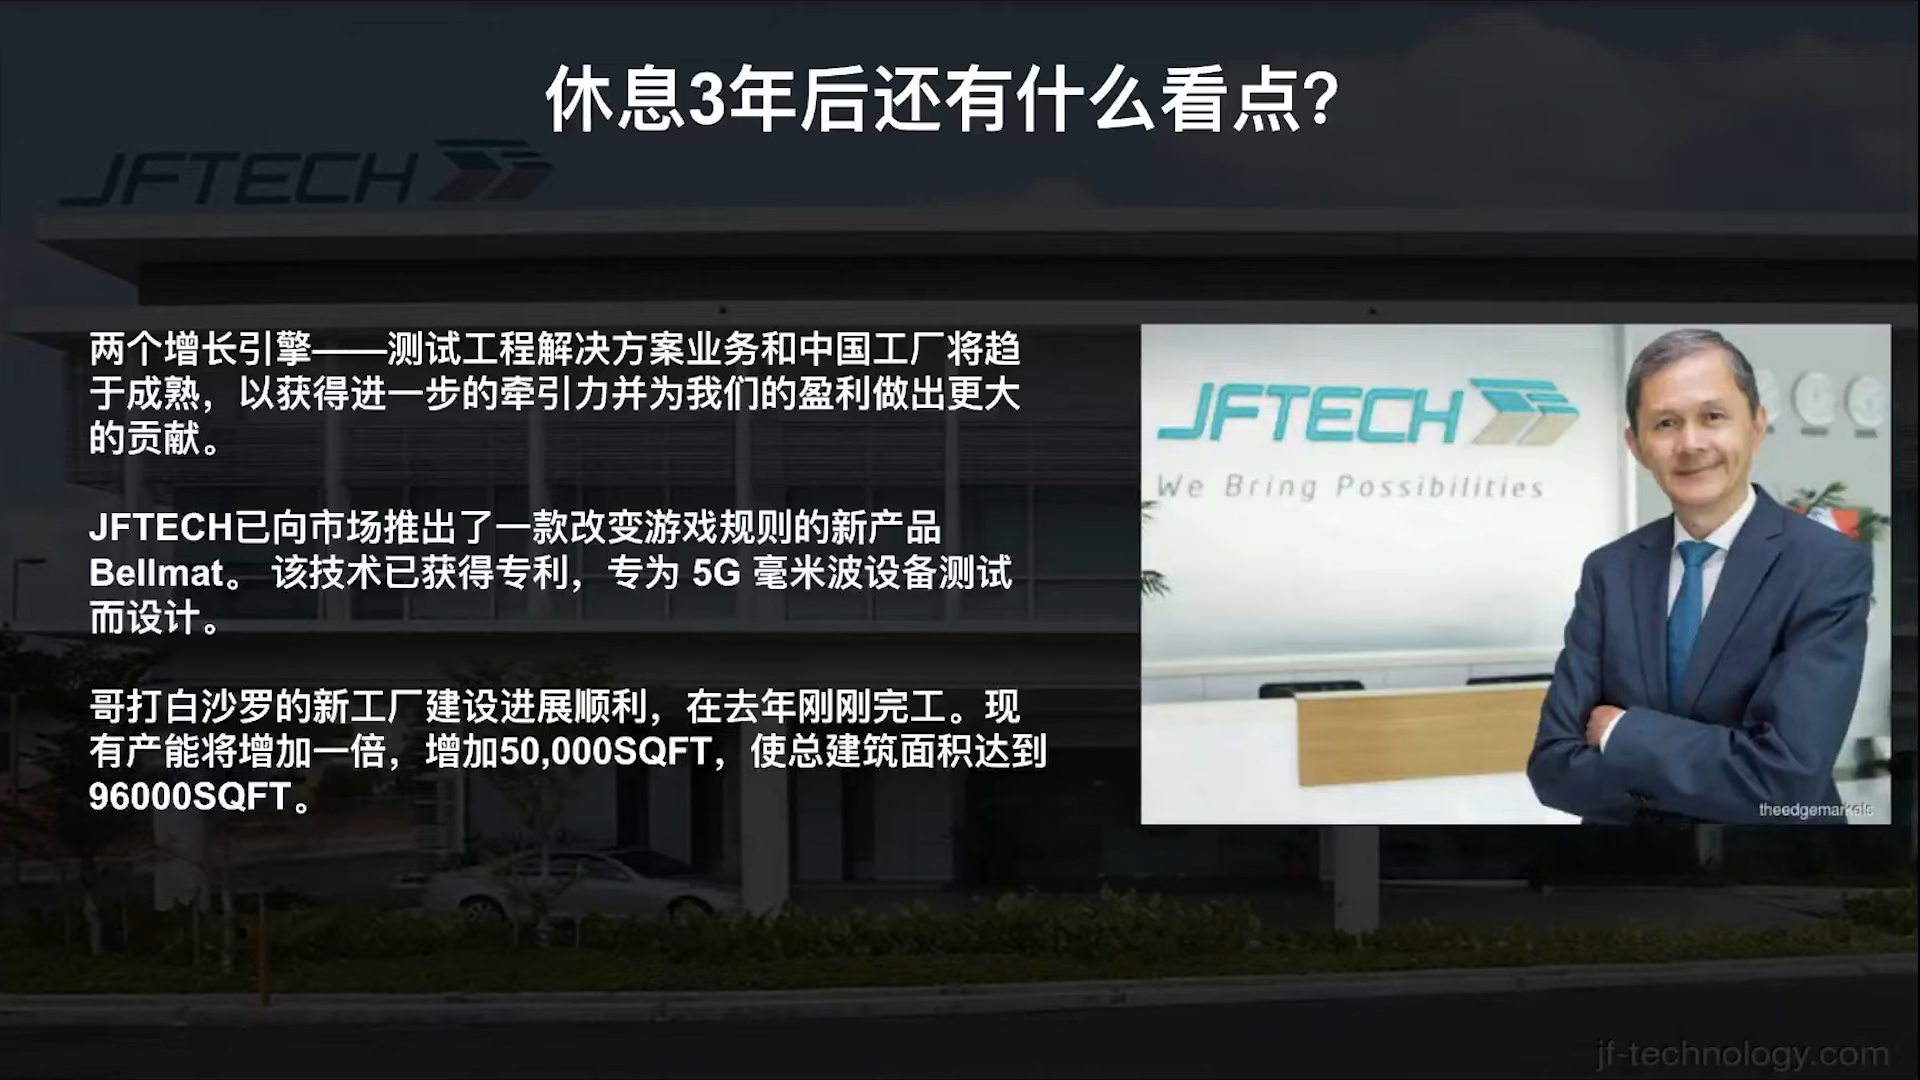 休息3年后还有什么看点?
JFTECH
两个增长引擎——测试工程解决方案业务和中国工厂将趋
于成熟，以获得进一步的牵引力并为我们的盈利做出更大
的贡献。
JFTECH已向市场推出了一款改变游戏规则的新产品
Bellmat。 该技术已获得专利，专为 5G 毫米波设备测试
而设计。
哥打白沙罗的新工厂建设进展顺利，在去年刚刚完工。现
有产能将增加一倍，增加50,000SQFT，使总建筑面积达到
96000SQFT。
JFTECH
We Bring Possibilities
theedgemarkets
jf-technology.com